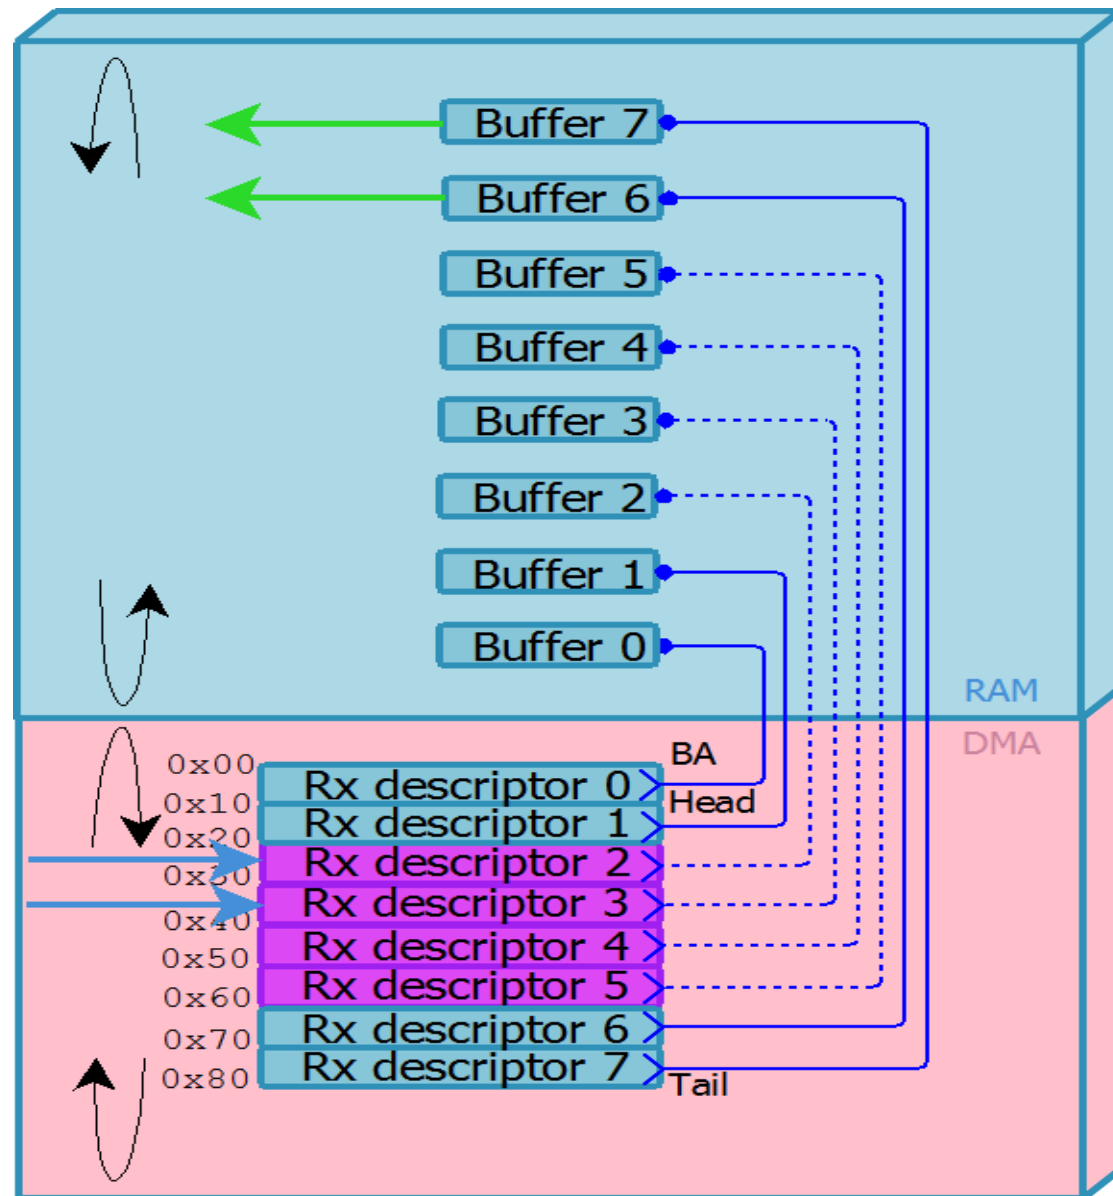 Buffer 7
Buffer 6
Buffer 5
Buffer 4
Buffer 3
Buffer 2
Buffer 1
Buffer 0
RAM
DMA
BA
0x00
Rx descriptor 0
Head
0x10
Rx descriptor 1
0x20
Rx descriptor 2
0x30
Rx descriptor 3
0x40
Rx descriptor 4
0x50
Rx descriptor 5
0x60
Rx descriptor 6
0x70
Rx descriptor 7
0x80
Tail